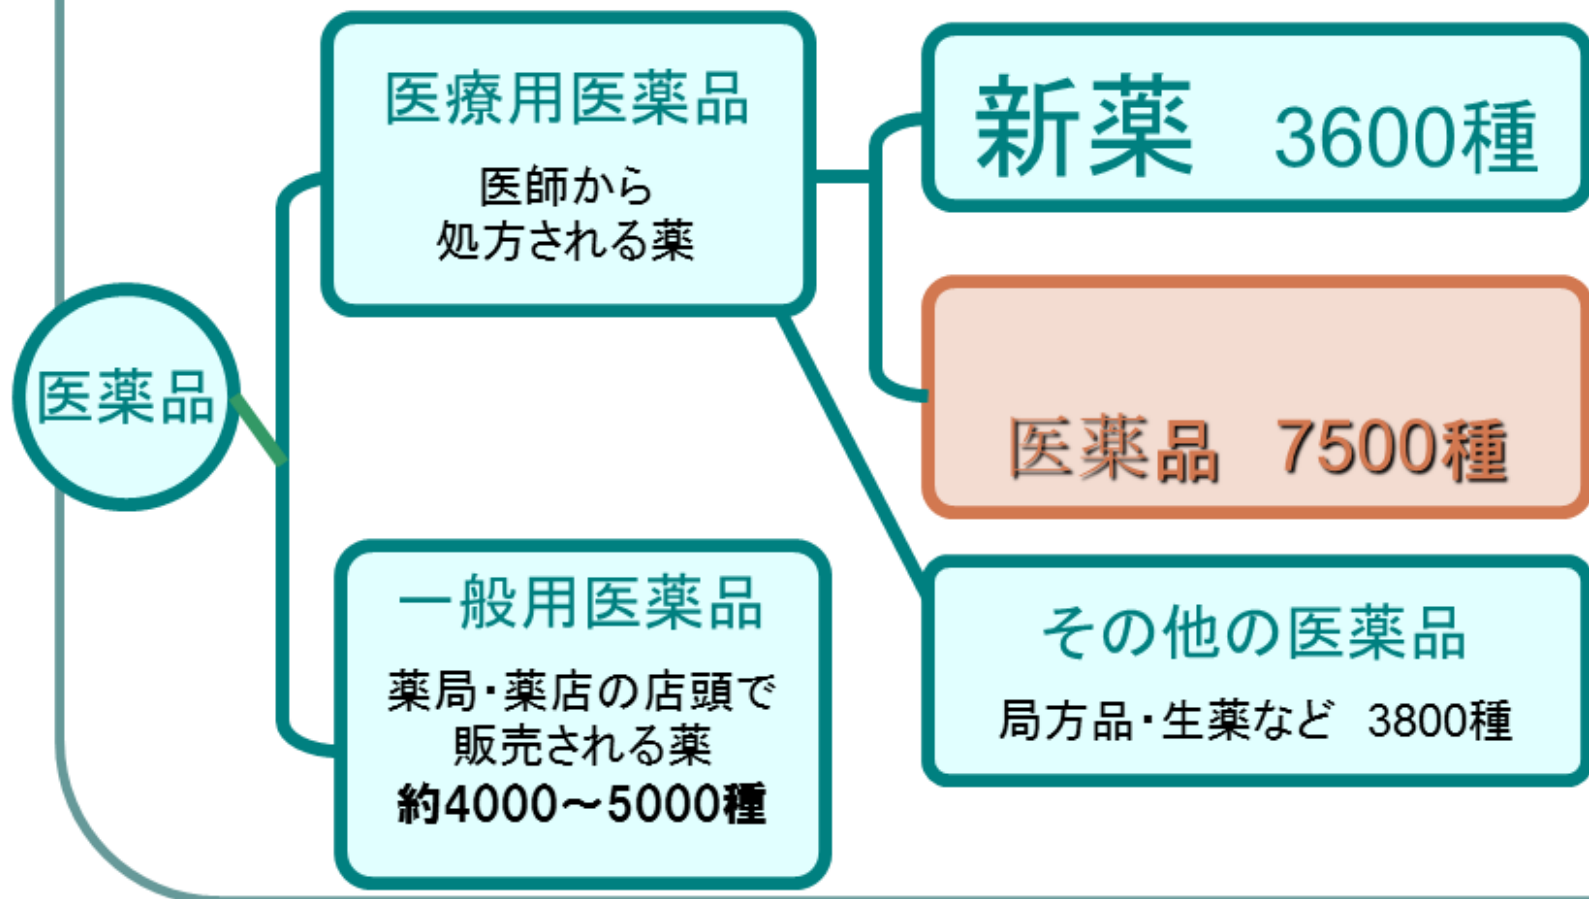 医薬品
医療用医薬品
医師から
処方される薬
新薬　3600種
医薬品　7500種
その他の医薬品
局方品・生薬など　3800種
一般用医薬品
薬局・薬店の店頭で
販売される薬
約4000～5000種